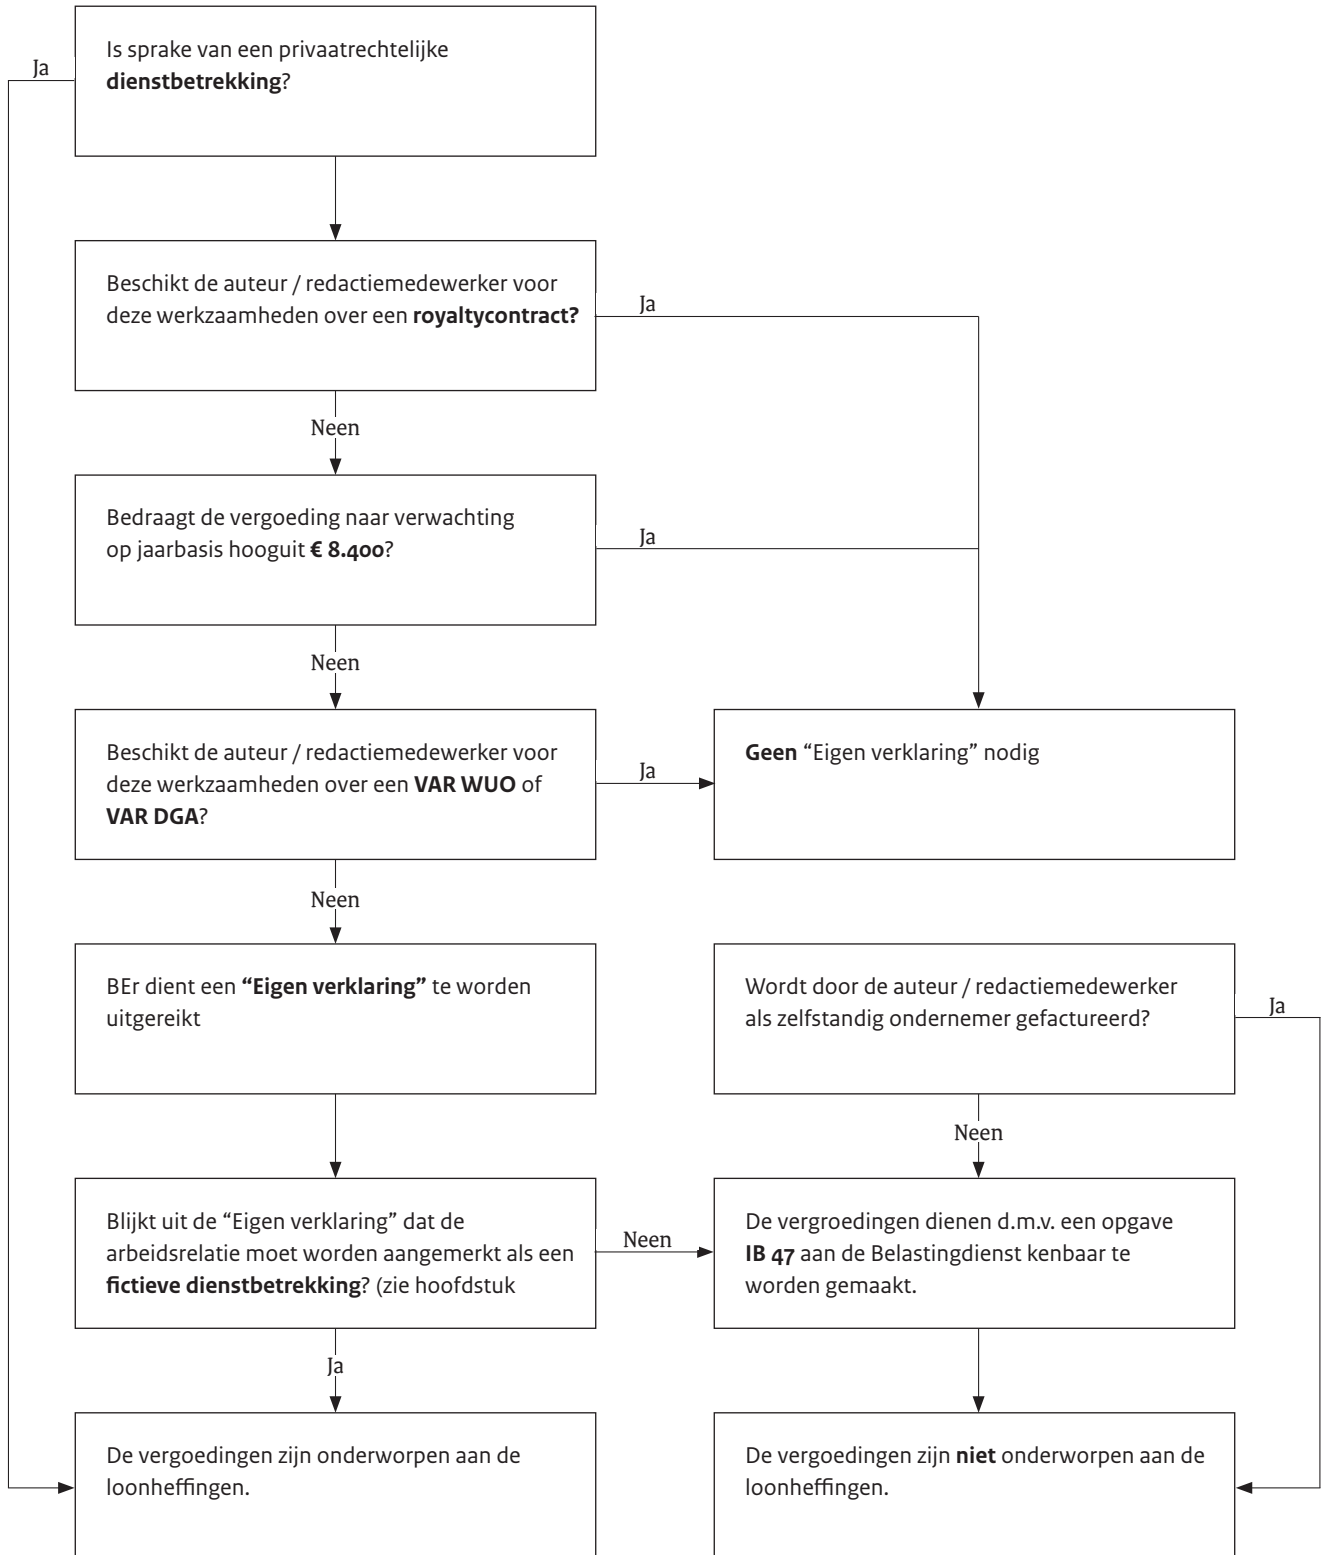 Is sprake van een privaatrechtelijke
dienstbetrekking?
Ja
Beschikt de auteur / redactiemedewerker voor
deze werkzaamheden over een royaltycontract?
Ja
Neen
Bedraagt de vergoeding naar verwachting
op jaarbasis hooguit € 8.400?
Ja
Neen
Beschikt de auteur / redactiemedewerker voor
deze werkzaamheden over een VAR WUO of
VAR DGA?
Ja
Geen “Eigen verklaring” nodig
Neen
BEr dient een “Eigen verklaring” te worden
uitgereikt
Wordt door de auteur / redactiemedewerker
als zelfstandig ondernemer gefactureerd?
Ja
Neen
Blijkt uit de “Eigen verklaring” dat de
arbeidsrelatie moet worden aangemerkt als een
fictieve dienstbetrekking? (zie hoofdstuk
Neen
De vergroedingen dienen d.m.v. een opgave
IB 47 aan de Belastingdienst kenbaar te
worden gemaakt.
Ja
De vergoedingen zijn onderworpen aan de
loonheffingen.
De vergoedingen zijn niet onderworpen aan de
loonheffingen.